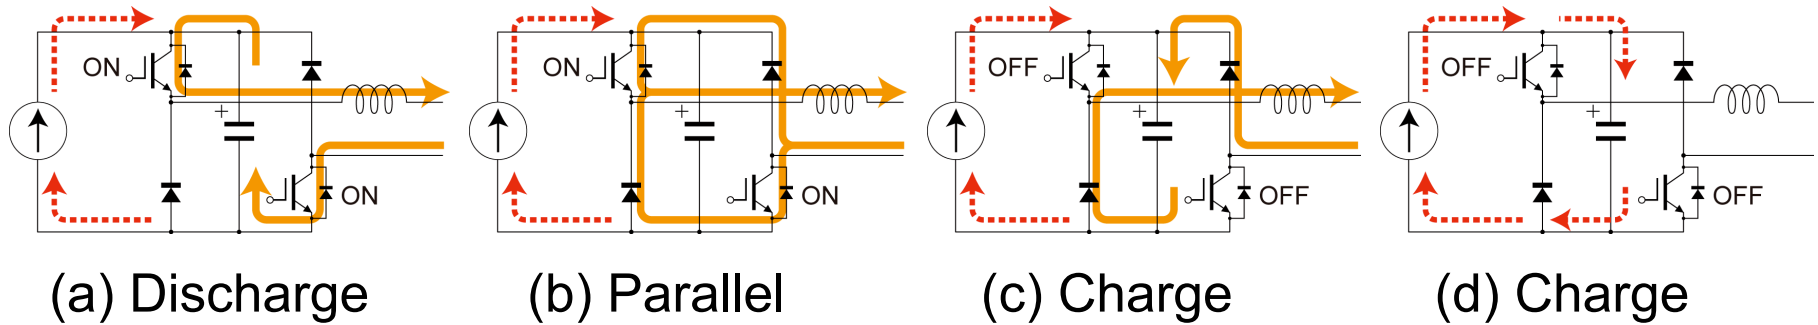 ON
+
ON
ON
+
ON
OFF
+
OFF
OFF
+
OFF
(a) Discharge
(b) Parallel
(c) Charge
(d) Charge